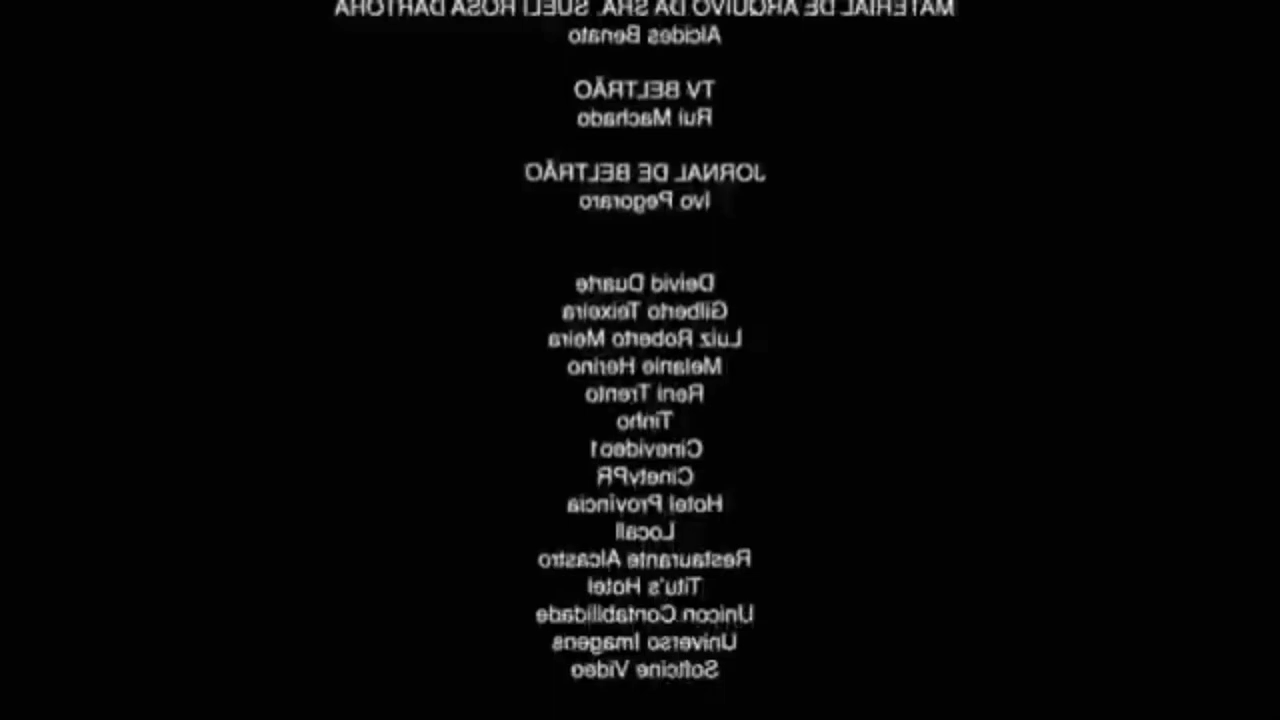 MATERIAL DE ARQUIVO DA SRA. SUELI ROSA DARTORA
Alcides Benato
TV BELTRÃO
Rui Machado
JORNAL DE BELTRÃO
Ivo Pegoraro
Deivid Duarte
Gilberto Teixeira
Luiz Roberto Meira
Melanie Herino
Reni Trento
Tinho
Cinevideo1
CinetvPR
Hotel Província
Locall
Restaurante Alcastro
Titu's Hotel
Unicon Contabilidade
Universo Imagens
Softcine Video